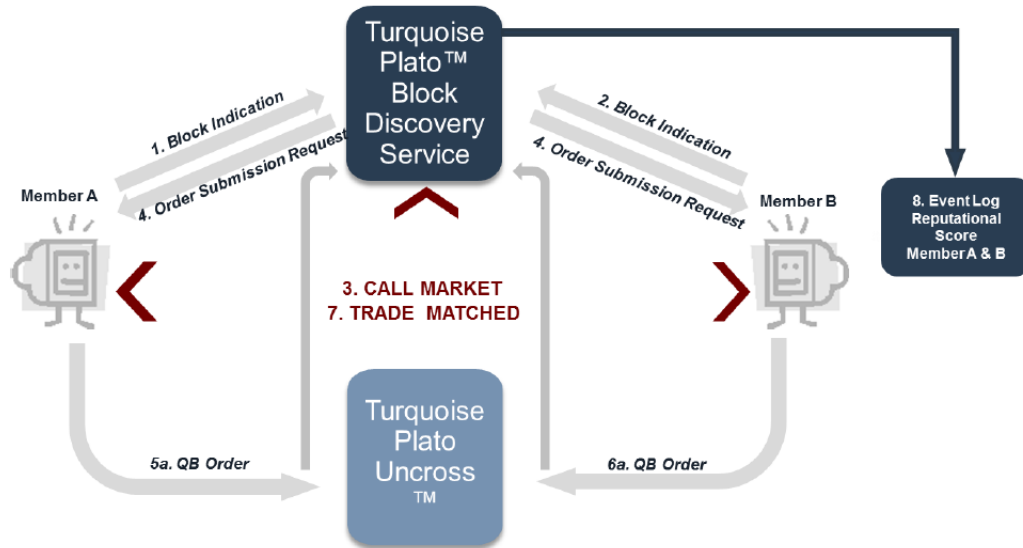 Turquoise
Plato™
Block
Discovery
Service
1. Block Indication
4. Order Submission Request
2. Block Indication
4. Order Submission Request
Member A
Member B
8. Event Log
Reputational
Score
Member A & B
3. CALL MARKET
7. TRADE MATCHED
Turquoise
Plato
Uncross
™
5a. QB Order
6a. QB Order